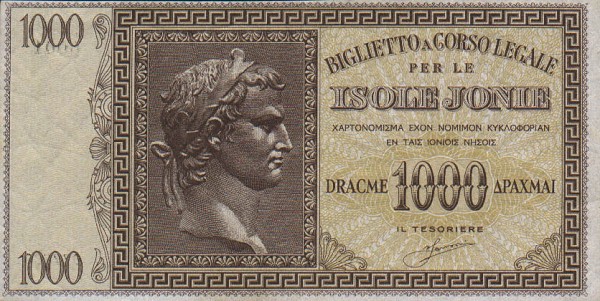 1000
BIGLIETTO A CORSO LEGALE
PER LE
ISOLE JONIE
ΧΑΡΤΟΝΟΜΙΣΜΑ ΕΧΟΝ ΝΟΜΙΜΟΝ ΚΥΚΛΟΦΟΡΙΑΝ
ΕΝ ΤΑΙΣ ΙΟΝΙΟΙΣ ΝΗΣΟΙΣ
DRACME 1000 ΔΡΑΧΜΑΙ
IL TESORIERE
1000